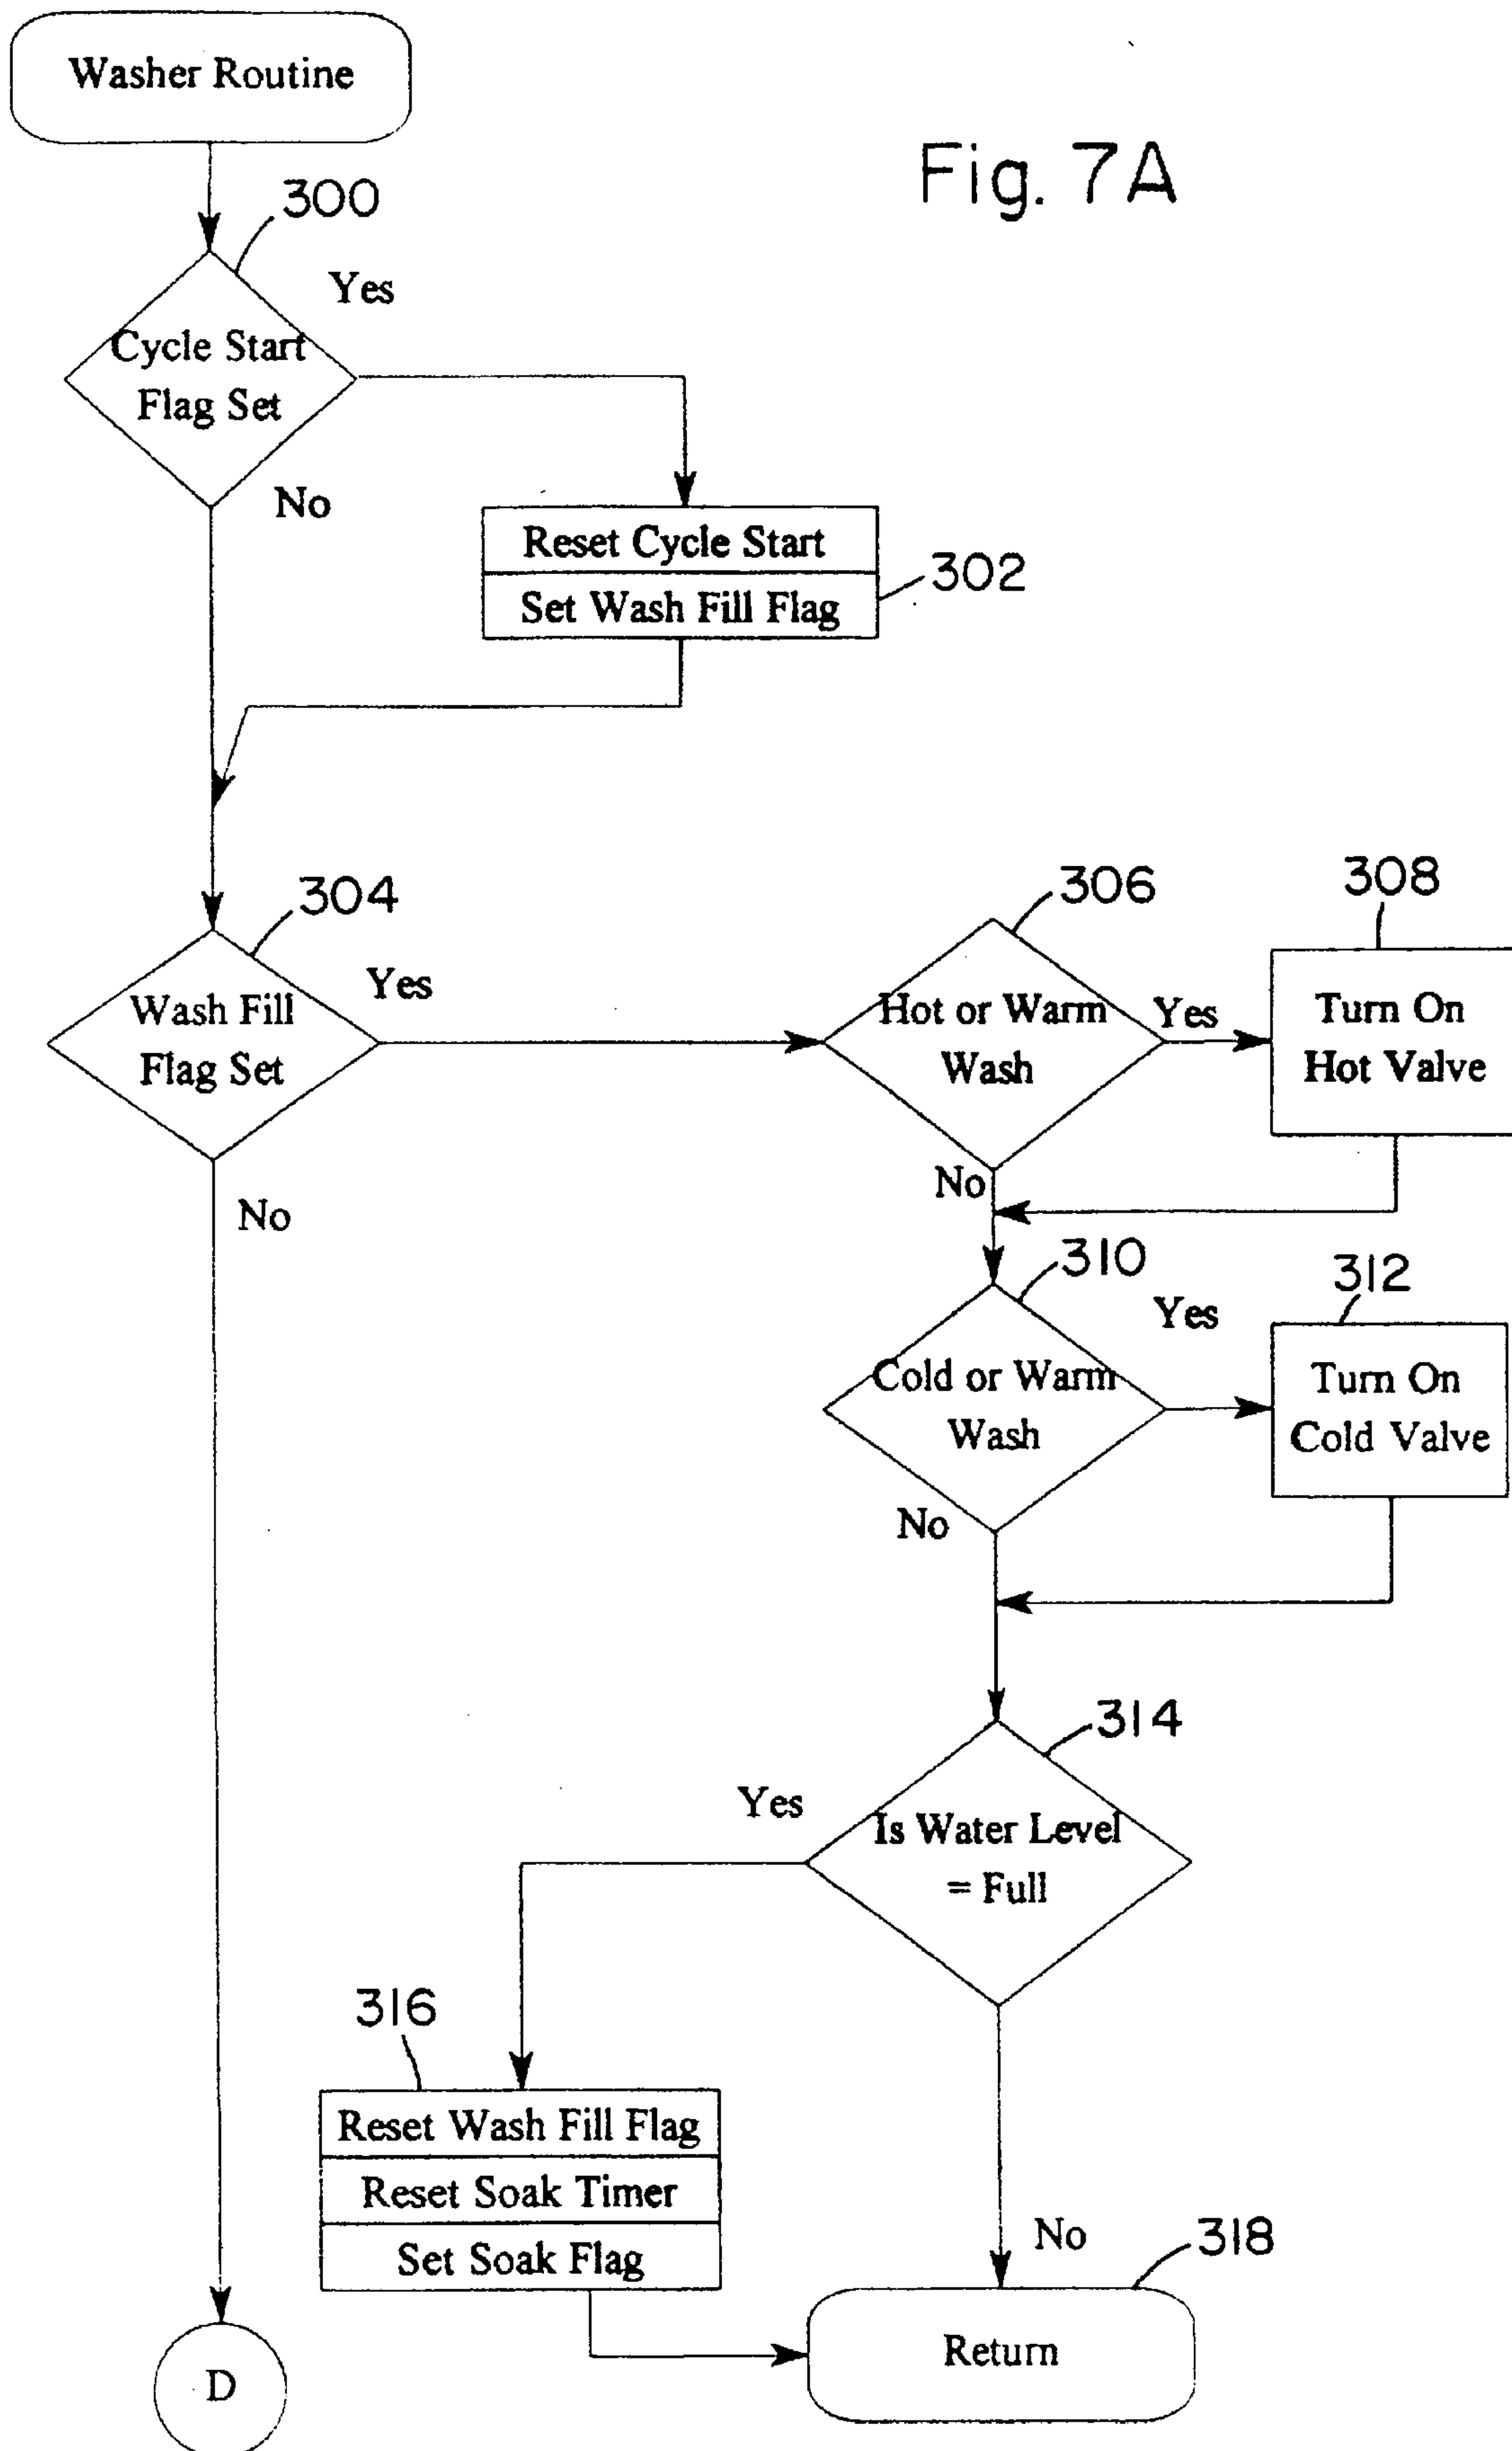 Washer Routine
Fig. 7A
300
Yes
Cycle Start
Flag Set
No
Reset Cycle Start
Set Wash Fill Flag
302
304
Wash Fill
Flag Set
Yes
No
306
Hot or Warm
Wash
Yes
308
Turn On
Hot Valve
No
310
Cold or Warm
Wash
Yes
312
Turn On
Cold Valve
No
314
Is Water Level
= Full
Yes
316
Reset Wash Fill Flag
Reset Soak Timer
Set Soak Flag
No
318
Return
D